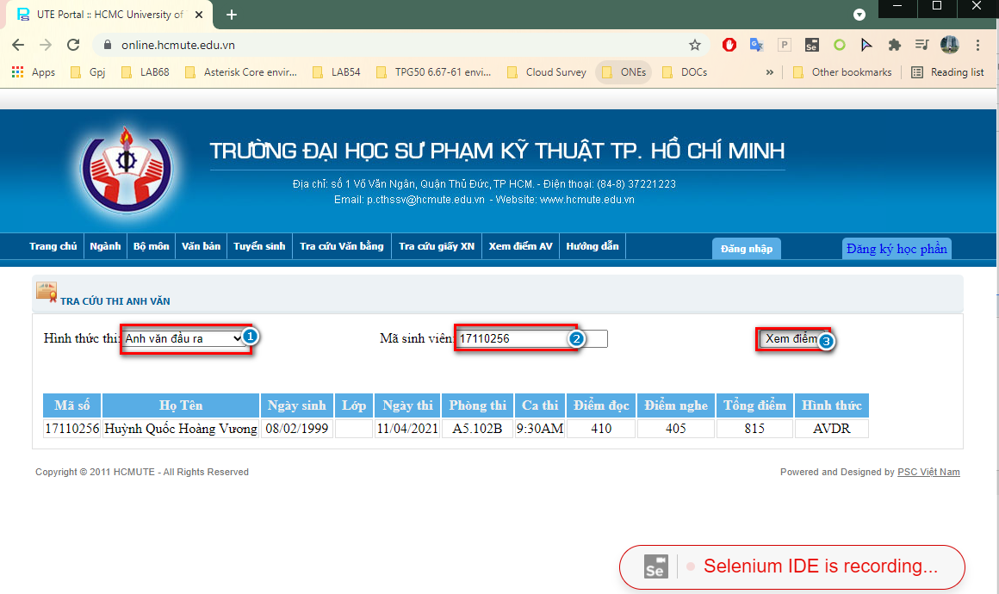 UTE Portal :: HCMC University of
online.hcmute.edu.vn
Apps Gpj LAB68 Asterisk Core envir... LAB54 TPG50 6.67-61 envi... Cloud Survey ONEs DOCs » Other bookmarks Reading list
TRƯỜNG ĐẠI HỌC SƯ PHẠM KỸ THUẬT TP. HỒ CHÍ MINH
Địa chỉ: số 1 Võ Văn Ngân, Quận Thủ Đức, TP HCM. - Điện thoại: (84-8) 37221223
Email: p.cthssv@hcmute.edu.vn - Website: www.hcmute.edu.vn
Trang chủ Ngành Bộ môn Văn bản Tuyển sinh Tra cứu Văn bằng Tra cứu giấy XN Xem điểm AV Hướng dẫn Đăng nhập Đăng ký học phần
TRA CỨU THI ANH VĂN
Hình thức thi: Anh văn đầu ra 1 Mã sinh viên: 17110256 2 Xem điểm 3
Mã số Họ Tên Ngày sinh Lớp Ngày thi Phòng thi Ca thi Điểm đọc Điểm nghe Tổng điểm Hình thức
17110256 Huỳnh Quốc Hoàng Vương 08/02/1999 11/04/2021 A5.102B 9:30AM 410 405 815 AVDR
Copyright © 2011 HCMUTE - All Rights Reserved Powered and Designed by PSC Việt Nam
Se Selenium IDE is recording...